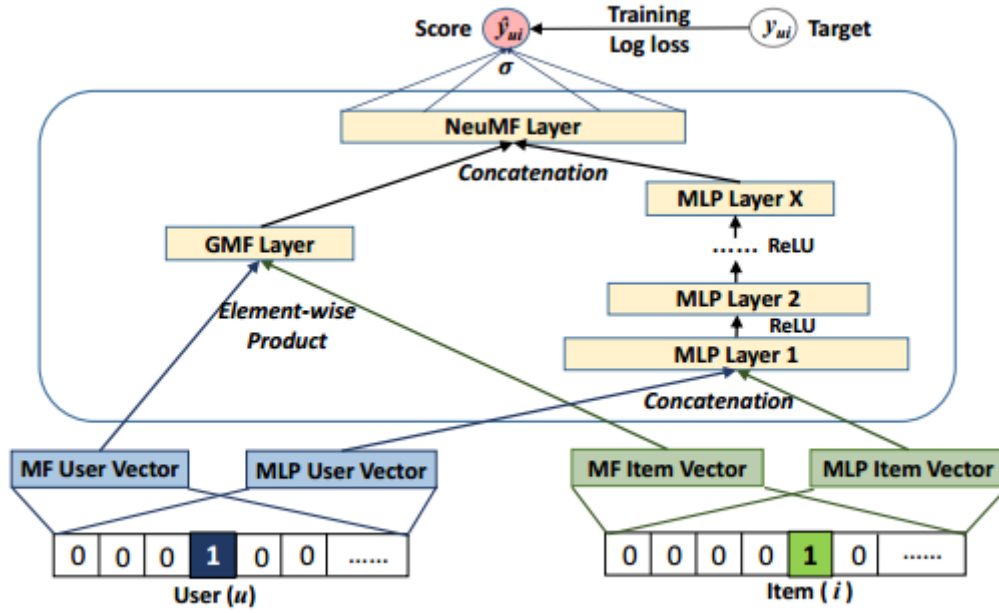 Score ŷui Training yui Target
Log loss
σ
NeuMF Layer
Concatenation
MLP Layer X
GMF Layer
...... ReLU
MLP Layer 2
Element-wise
Product
ReLU
MLP Layer 1
Concatenation
MF User Vector MLP User Vector MF Item Vector MLP Item Vector
0 0 0 1 0 0 ...... 0 0 0 0 1 0 ......
User (u) Item ( i )